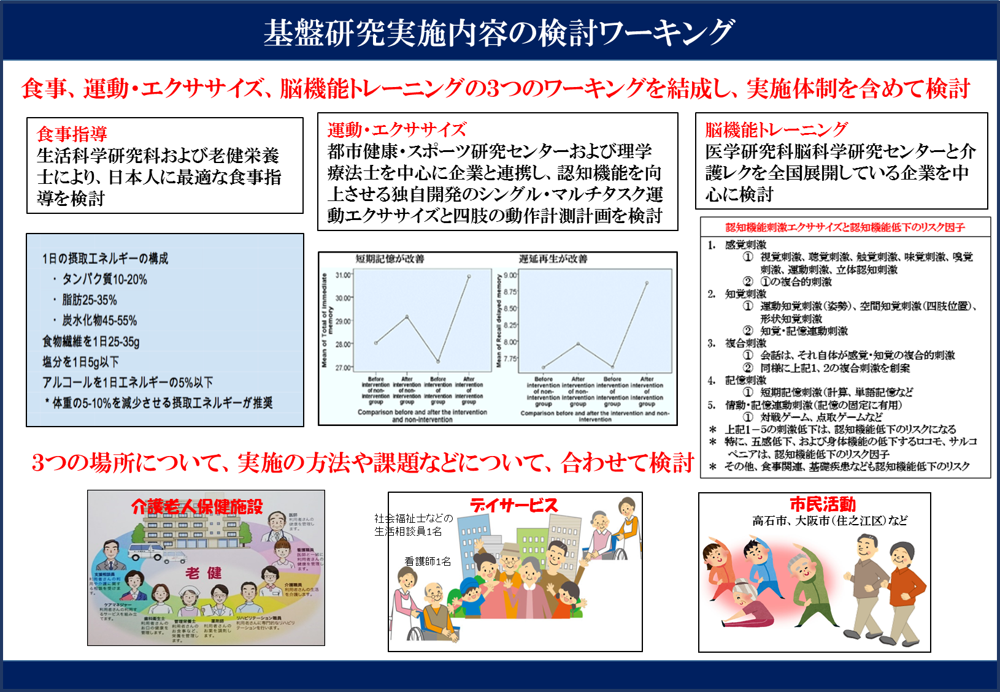 基盤研究実施内容の検討ワーキング
食事、運動・エクササイズ、脳機能トレーニングの3つのワーキングを結成し、実施体制を含めて検討
食事指導
生活科学研究科および老健栄養
士により、日本人に最適な食事指
導を検討
運動・エクササイズ
都市健康・スポーツ研究センターおよび理学
療法士を中心に企業と連携し、認知機能を向
上させる独自開発のシングル・マルチタスク運
動エクササイズと四肢の動作計測計画を検討
脳機能トレーニング
医学研究科脳科学研究センターと介
護レクを全国展開している企業を中
心に検討
1日の摂取エネルギーの構成
・ タンパク質10-20%
・ 脂肪25-35%
・ 炭水化物45-55%
食物繊維を1日25-35g
塩分を1日5g以下
アルコールを1日エネルギーの5%以下
* 体重の5-10%を減少させる摂取エネルギーが推奨
短期記憶が改善
Mean of Total of Immediate
memory
31.00
30.00
29.00
28.00
27.00
Before After Before After
intervention intervention intervention intervention
of non- of non- of of
intervention intervention intervention intervention
group group group group
Comparison before and after the intervention
and non-intervention
遅延再生が改善
Mean of Recall delayed memory
9.00
8.75
8.50
8.25
8.00
7.75
Before After Before After
intervention intervention intervention intervention
of non- of non- of of
intervention intervention intervention intervention
group group group group
Comparison before and after the intervention and non-
intervention
認知機能刺激エクササイズと認知機能低下のリスク因子
1. 感覚刺激
① 視覚刺激、聴覚刺激、触覚刺激、味覚刺激、嗅覚
刺激、運動刺激、立体認知刺激
② ①の複合的刺激
2. 知覚刺激
① 運動知覚刺激(姿勢)、空間知覚刺激(四肢位置)、
形状知覚刺激
② 知覚・記憶連動刺激
3. 複合刺激
① 会話は、それ自体が感覚・知覚の複合的刺激
② 同様に上記1、2の複合刺激を創案
4. 記憶刺激
① 短期記憶刺激(計算、単語記憶など
5. 情動・記憶連動刺激(記憶の固定に有用)
① 対戦ゲーム、点取ゲームなど
* 上記1-5の刺激低下は、認知機能低下のリスクになる
* 特に、五感低下、および身体機能の低下するロコモ、サルコ
ペニアは、認知機能低下のリスク因子
* その他、食事関連、基礎疾患なども認知機能低下のリスク
3つの場所について、実施の方法や課題などについて、合わせて検討
介護老人保健施設
老健
医師
利用者さんの
健康を管理し
ます。
看護職員
医師と一緒に
利用者さんの
健康を管理し
ます。
介護職員
利用者さんの生活
を介護します。
リハビリテーション職員
利用者さんに専門的なリハビリ
テーションを行います。
薬剤師
利用者さんの
お薬を調剤し
ます。
管理栄養士
利用者さんの
お食事など、
栄養を管理し
ます。
歯科衛生士
利用者さんの
お口の健康を
管理します。
ケアマネジャー
利用者さんの利用す
るサービスを組み立
てます。
支援相談員
利用者さんの利
用や介護に関す
る相談を受けま
す。
デイサービス
社会福祉士などの
生活相談員1名
看護師1名
市民活動
高石市、大阪市(住之江区)など